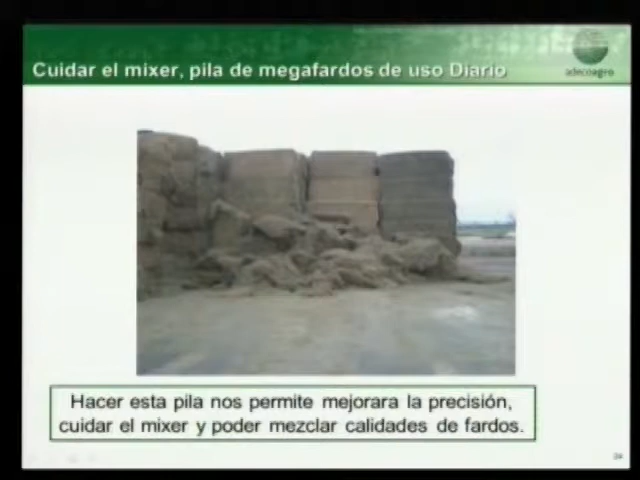 Cuidar el mixer, pila de megafardos de uso Diario
adecoagro
Hacer esta pila nos permite mejorara la precisión,
cuidar el mixer y poder mezclar calidades de fardos.